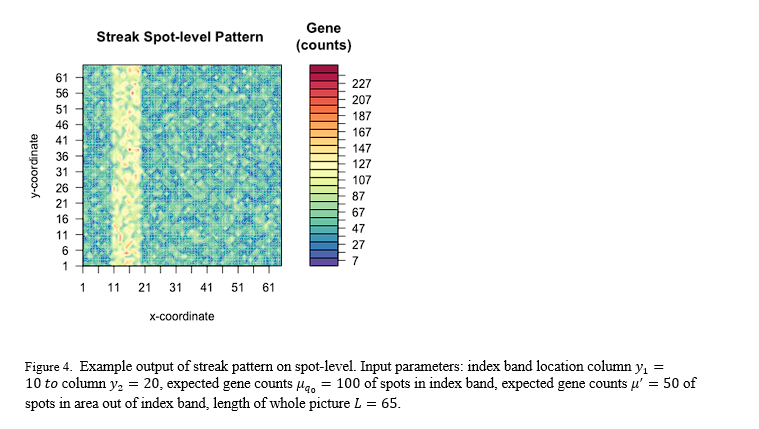 Streak Spot-level Pattern
Gene
(counts)
61
56
51
46
41
36
31
26
21
16
11
6
1
y-coordinate
1 11 21 31 41 51 61
x-coordinate
227
207
187
167
147
127
107
87
67
47
27
7
Figure 4. Example output of streak pattern on spot-level. Input parameters: index band location column y₁ =
10 to column y₂ = 20, expected gene counts μ_q₀ = 100 of spots in index band, expected gene counts μ′ = 50 of
spots in area out of index band, length of whole picture L = 65.